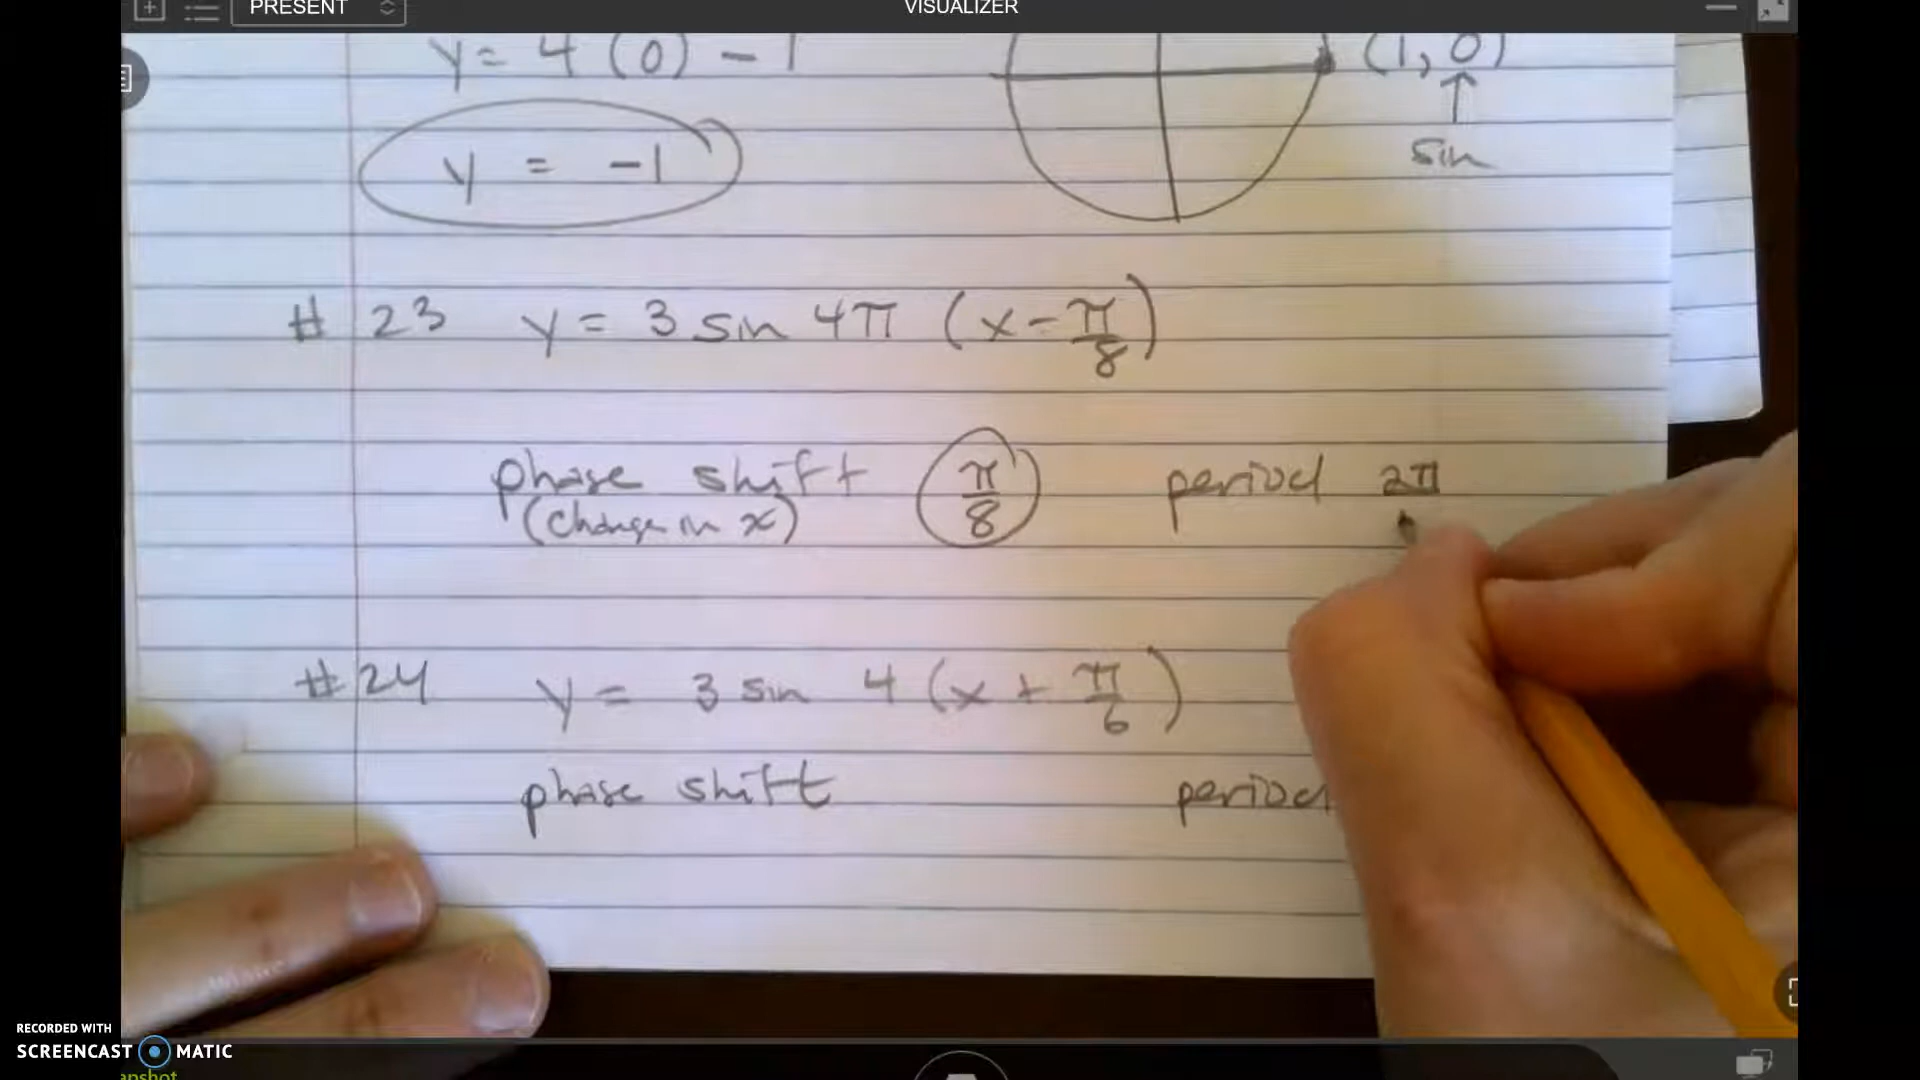 PRESENT
VISUALIZER
y = 4 (0) - 1
(1, 0)
y = -1
sin
# 23 y = 3 sin 4π (x - π/8)
phase shift π/8 period 2π
(change in x)
#24 y = 3 sin 4 (x + π/6)
phase shift period
RECORDED WITH
SCREENCAST MATIC
apshot